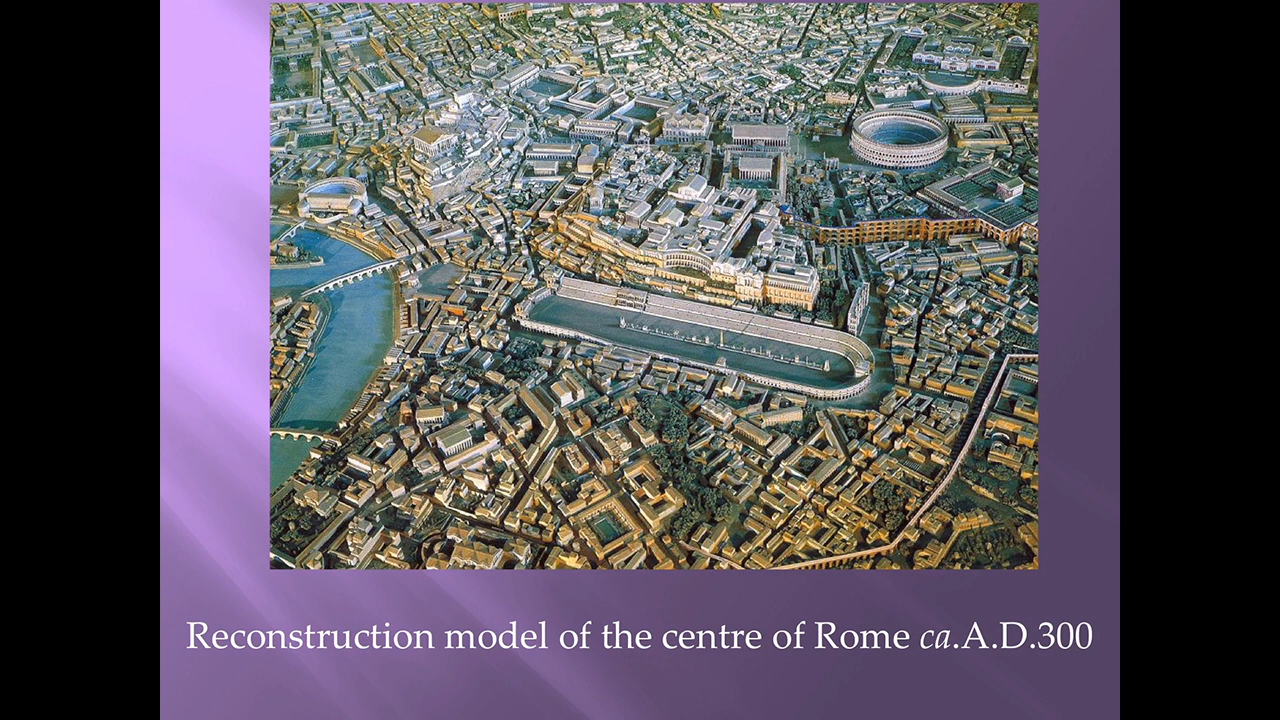 Reconstruction model of the centre of Rome ca.A.D.300